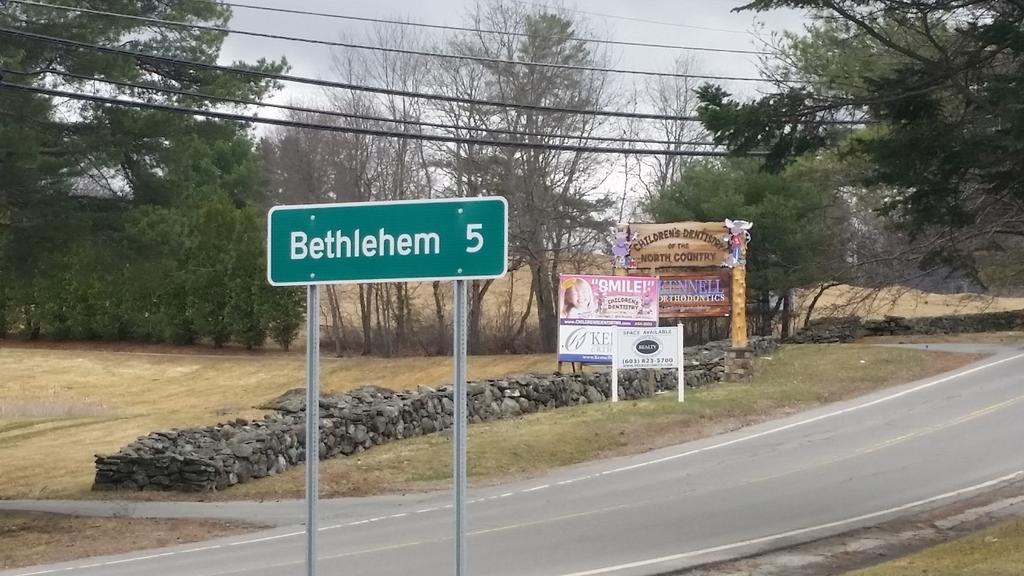 Bethlehem 5
CHILDREN'S DENTISTRY
OF THE
NORTH COUNTRY
"SMILE!"
CHILDREN'S
DENTISTRY
KENNELL
ORTHODONTICS
SPACE AVAILABLE
REALTY
(603) 823-5700